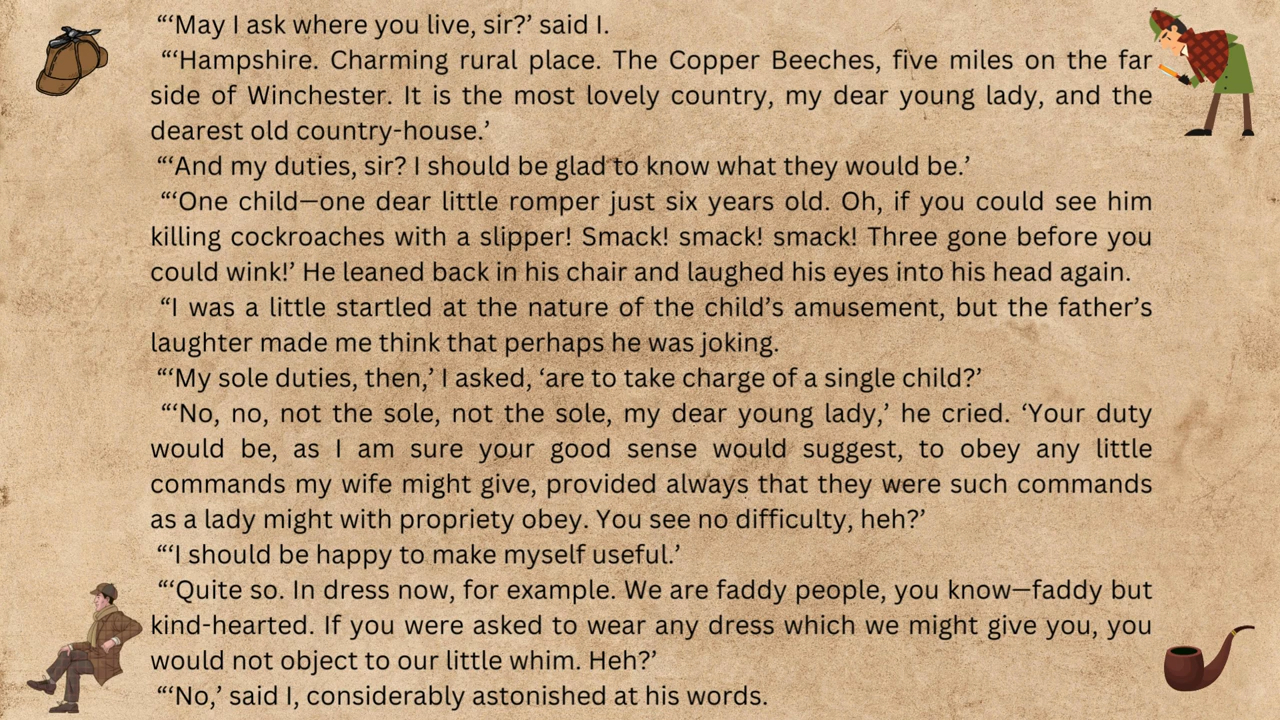 “‘May I ask where you live, sir?’ said I.
“‘Hampshire. Charming rural place. The Copper Beeches, five miles on the far
side of Winchester. It is the most lovely country, my dear young lady, and the
dearest old country-house.’
“‘And my duties, sir? I should be glad to know what they would be.’
“‘One child—one dear little romper just six years old. Oh, if you could see him
killing cockroaches with a slipper! Smack! smack! smack! Three gone before you
could wink!’ He leaned back in his chair and laughed his eyes into his head again.
“I was a little startled at the nature of the child’s amusement, but the father’s
laughter made me think that perhaps he was joking.
“‘My sole duties, then,’ I asked, ‘are to take charge of a single child?’
“‘No, no, not the sole, not the sole, my dear young lady,’ he cried. ‘Your duty
would be, as I am sure your good sense would suggest, to obey any little
commands my wife might give, provided always that they were such commands
as a lady might with propriety obey. You see no difficulty, heh?’
“‘I should be happy to make myself useful.’
“‘Quite so. In dress now, for example. We are faddy people, you know—faddy but
kind-hearted. If you were asked to wear any dress which we might give you, you
would not object to our little whim. Heh?’
“‘No,’ said I, considerably astonished at his words.